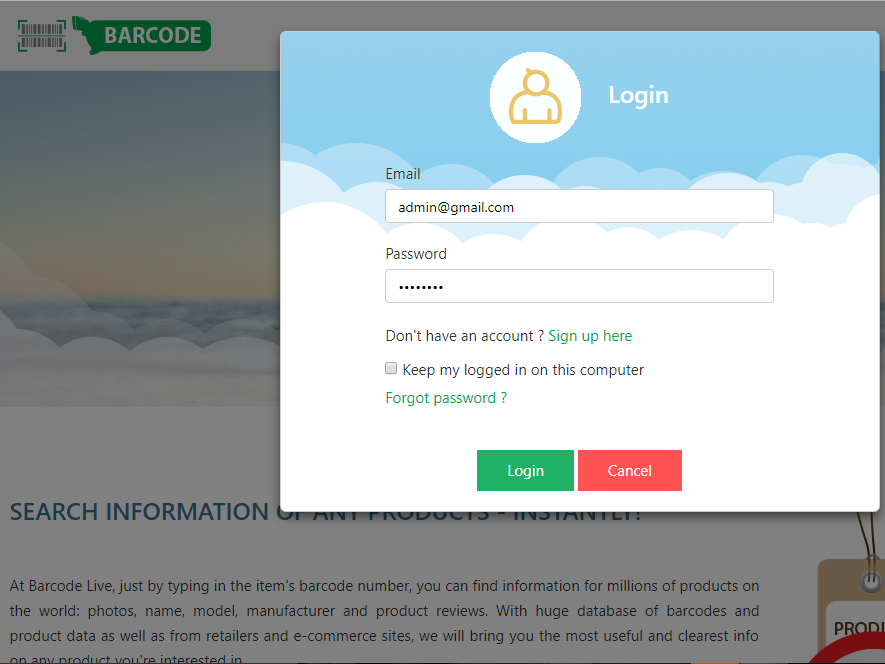 BARCODE
Login
Email
admin@gmail.com
Password
••••••••
Don't have an account ? Sign up here
Keep my logged in on this computer
Forgot password ?
Login Cancel
SEARCH INFORMATION OF ANY PRODUCTS - INSTANTLY!
At Barcode Live, just by typing in the item's barcode number, you can find information for millions of products on
the world: photos, name, model, manufacturer and product reviews. With huge database of barcodes and
product data as well as from retailers and e-commerce sites, we will bring you the most useful and clearest info
on any product you're interested in
PRODU